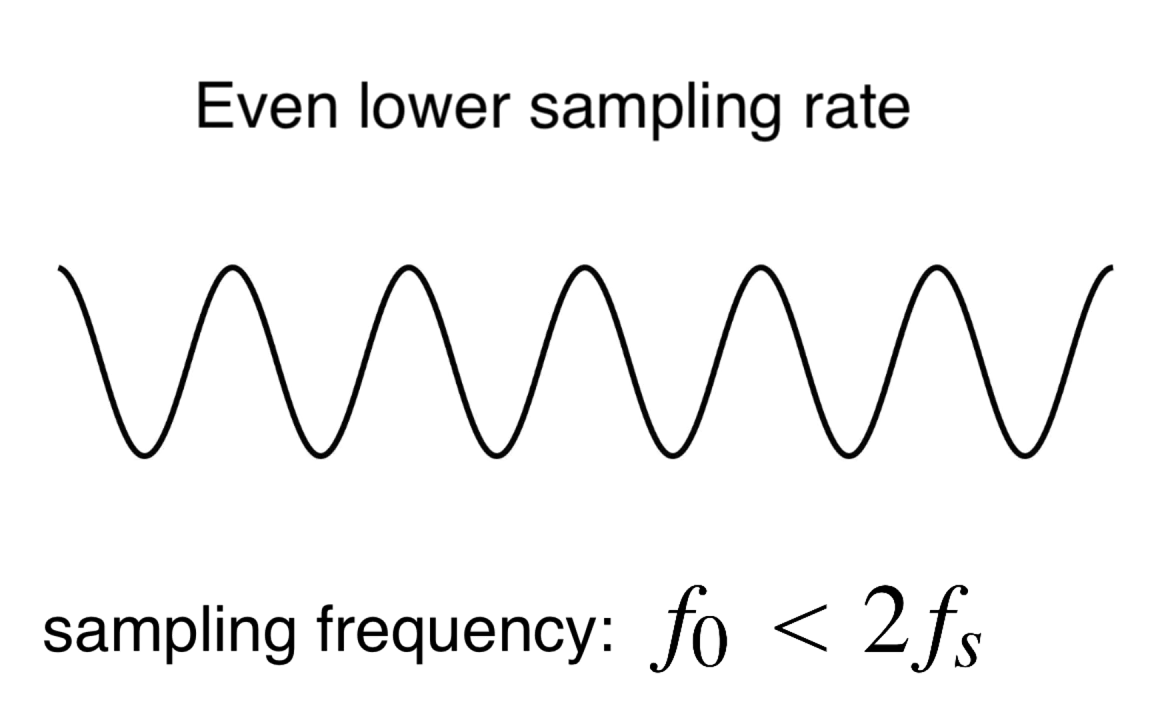 Even lower sampling rate
sampling frequency: f₀ < 2fₛ